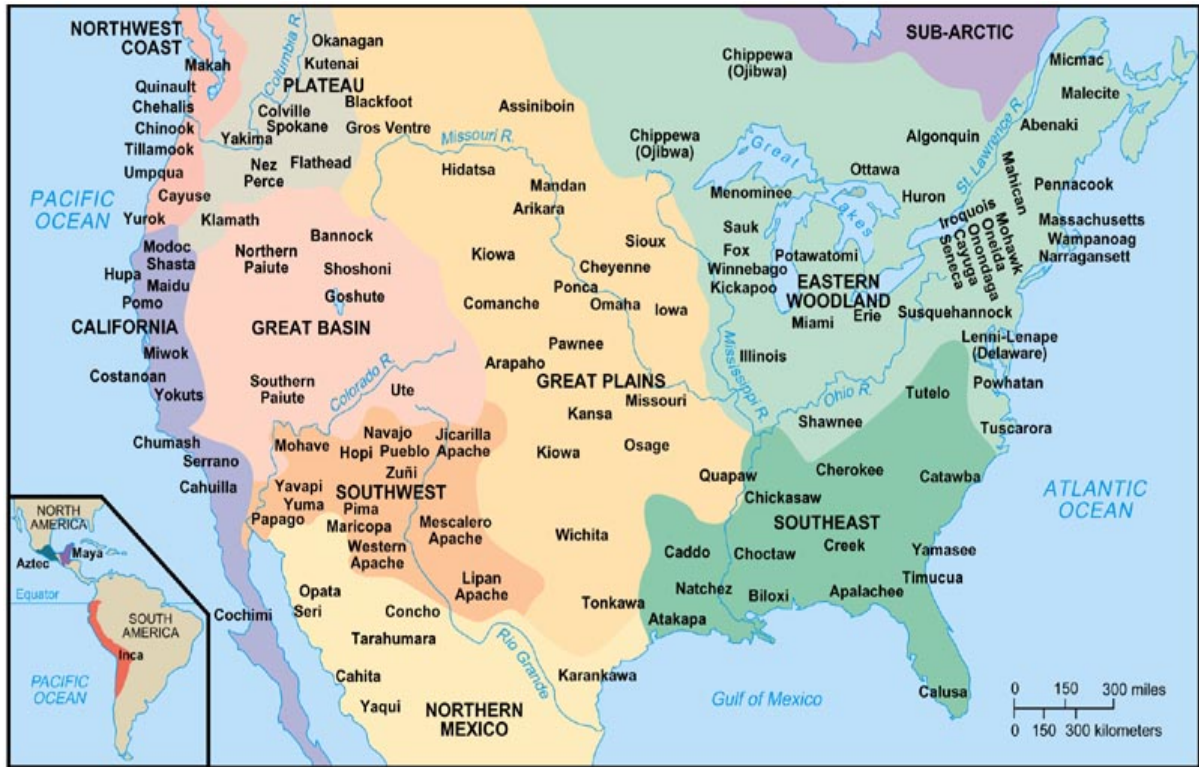 NORTHWEST
COAST
Makah
Quinault
Chehalis
Chinook
Tillamook
Umpqua
Cayuse
Yurok
Columbia R.
Okanagan
Kutenai
PLATEAU
Colville
Spokane
Yakima
Nez
Perce
Flathead
Klamath
Blackfoot
Gros Ventre
Assiniboin
Missouri R.
Hidatsa
Mandan
Arikara
Chippewa
(Ojibwa)
Chippewa
(Ojibwa)
SUB-ARCTIC
Micmac
Malecite
Abenaki
Algonquin
St. Lawrence R.
Ottawa
Huron
Great
Lakes
Menominee
Mahican
Pennacook
Iroquois
Mohawk
Oneida
Onondaga
Cayuga
Seneca
Massachusetts
Wampanoag
Narragansett
PACIFIC
OCEAN
Modoc
Shasta
Hupa
Maidu
Pomo
CALIFORNIA
Miwok
Costanoan
Yokuts
Chumash
Serrano
Cahuilla
Northern
Paiute
Bannock
Shoshoni
Goshute
GREAT BASIN
Southern
Paiute
Colorado R.
Ute
Kiowa
Sioux
Cheyenne
Ponca
Omaha
Comanche
Iowa
Pawnee
Arapaho
GREAT PLAINS
Missouri
Kansa
Kiowa
Osage
Quapaw
Wichita
Tonkawa
Sauk
Fox
Winnebago
Kickapoo
Potawatomi
EASTERN
WOODLAND
Miami
Erie
Susquehannock
Illinois
Mississippi R.
Ohio R.
Lenni-Lenape
(Delaware)
Powhatan
Tutelo
Shawnee
Tuscarora
Mohave
Navajo
Hopi
Pueblo
Jicarilla
Apache
Zuñi
Yavapi
SOUTHWEST
Yuma
Pima
Papago
Maricopa
Mescalero
Apache
Western
Apache
Lipan
Apache
Cherokee
Catawba
Chickasaw
SOUTHEAST
Creek
Caddo
Choctaw
Yamasee
Timucua
Natchez
Biloxi
Apalachee
Atakapa
Calusa
ATLANTIC
OCEAN
Opata
Seri
Concho
Cochimi
Tarahumara
Cahita
Yaqui
Rio Grande
Karankawa
NORTHERN
MEXICO
Gulf of Mexico
0 150 300 miles
0 150 300 kilometers
NORTH
AMERICA
Aztec
Maya
Equator
SOUTH
AMERICA
Inca
PACIFIC
OCEAN